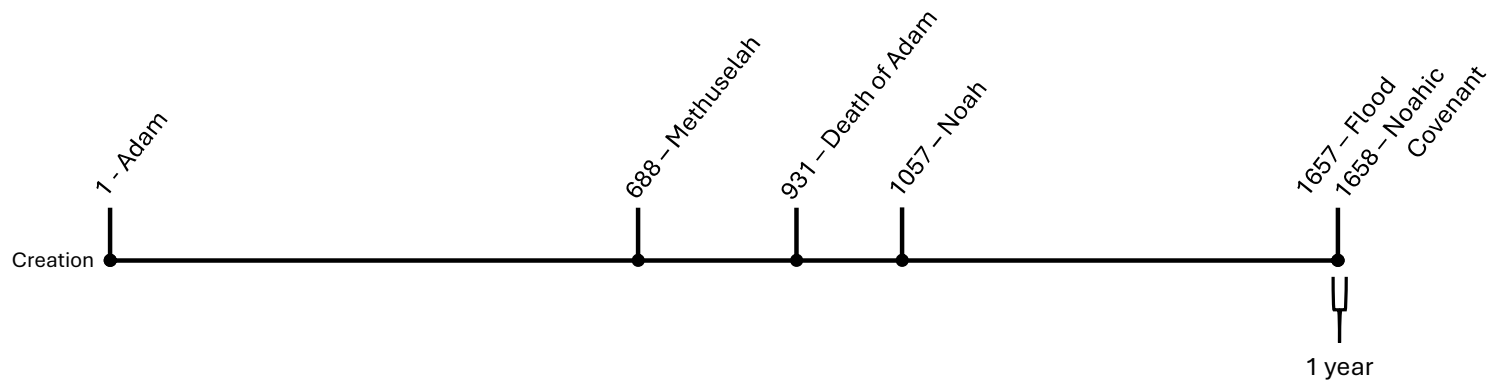 1 - Adam
688 – Methuselah
931 – Death of Adam
1057 – Noah
1657 – Flood
1658 – Noahic
Covenant
Creation
1 year